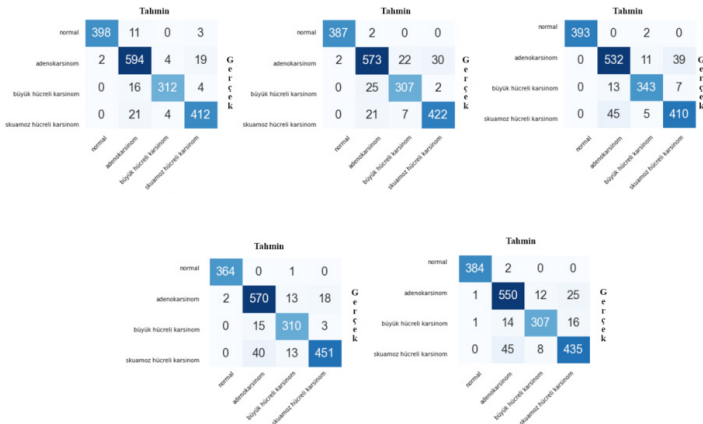 Tahmin
normal 398 11 0 3
adenokarsinom 2 594 4 19
büyük hücreli karsinom 0 16 312 4
skuamoz hücreli karsinom 0 21 4 412
Gerçek
normal
adenokarsinom
büyük hücreli karsinom
skuamoz hücreli karsinom
Tahmin
normal 387 2 0 0
adenokarsinom 2 573 22 30
büyük hücreli karsinom 0 25 307 2
skuamoz hücreli karsinom 0 21 7 422
Gerçek
normal
adenokarsinom
büyük hücreli karsinom
skuamoz hücreli karsinom
Tahmin
normal 393 0 2 0
adenokarsinom 0 532 11 39
büyük hücreli karsinom 0 13 343 7
skuamoz hücreli karsinom 0 45 5 410
Gerçek
normal
adenokarsinom
büyük hücreli karsinom
skuamoz hücreli karsinom
Tahmin
normal 364 0 1 0
adenokarsinom 2 570 13 18
büyük hücreli karsinom 0 15 310 3
skuamoz hücreli karsinom 0 40 13 451
Gerçek
normal
adenokarsinom
büyük hücreli karsinom
skuamoz hücreli karsinom
Tahmin
normal 384 2 0 0
adenokarsinom 1 550 12 25
büyük hücreli karsinom 1 14 307 16
skuamoz hücreli karsinom 0 45 8 435
Gerçek
normal
adenokarsinom
büyük hücreli karsinom
skuamoz hücreli karsinom